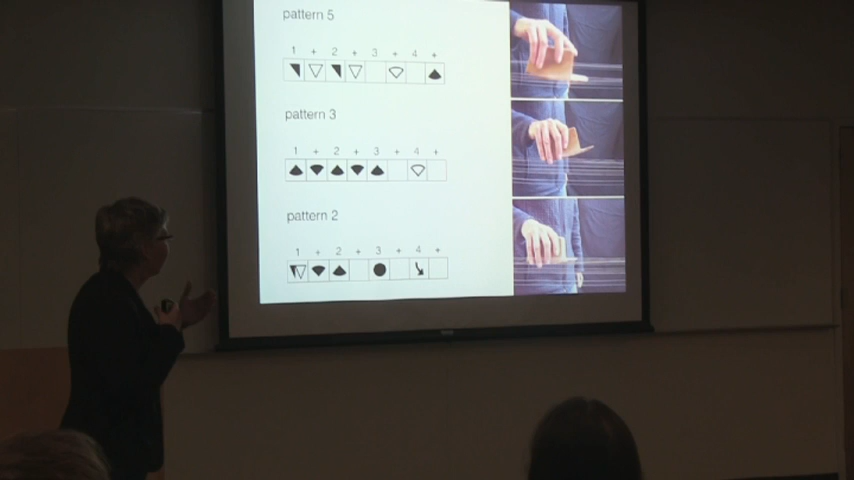 pattern 5
1 + 2 + 3 + 4 +
pattern 3
1 + 2 + 3 + 4 +
pattern 2
1 + 2 + 3 + 4 +